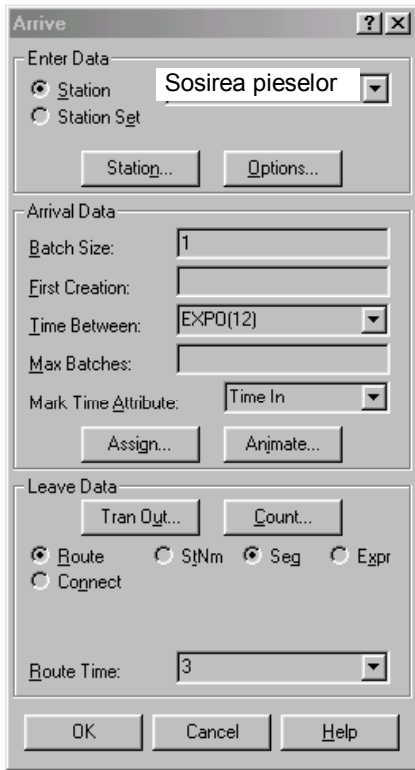 Arrive
Enter Data
Station Sosirea pieselor
Station Set
Station... Options...
Arrival Data
Batch Size: 1
First Creation:
Time Between: EXPO(12)
Max Batches:
Mark Time Attribute: Time In
Assign... Animate...
Leave Data
Tran Out... Count...
Route StNm Seq Expr
Connect
Route Time: 3
OK Cancel Help